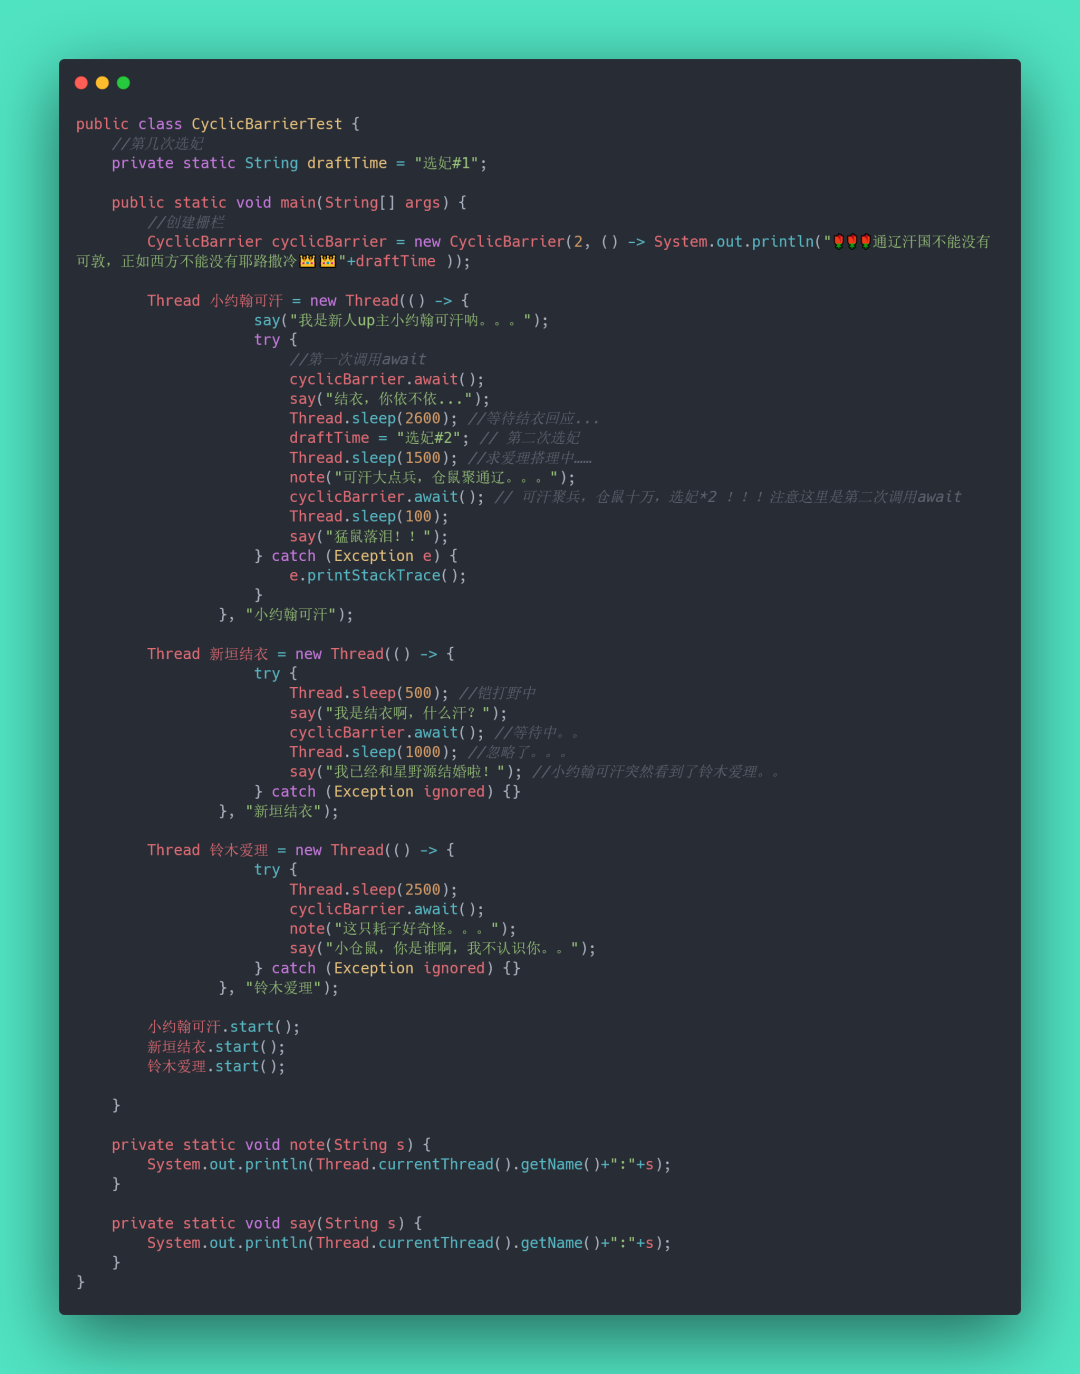 public class CyclicBarrierTest {
    //第几次选妃
    private static String draftTime = "选妃#1";

    public static void main(String[] args) {
        //创建栅栏
        CyclicBarrier cyclicBarrier = new CyclicBarrier(2, () -> System.out.println("🌹🌹🌹通辽汗国不能没有
可敦，正如西方不能没有耶路撒冷👑👑"+draftTime ));

        Thread 小约翰可汗 = new Thread(() -> {
                    say("我是新人up主小约翰可汗呐。。。");
                    try {
                        //第一次调用await
                        cyclicBarrier.await();
                        say("结衣，你依不依...");
                        Thread.sleep(2600); //等待结衣回应...
                        draftTime = "选妃#2"; // 第二次选妃
                        Thread.sleep(1500); //求爱理搭理中……
                        note("可汗大点兵，仓鼠聚通辽。。。");
                        cyclicBarrier.await(); // 可汗聚兵，仓鼠十万，选妃*2 ！！！注意这里是第二次调用await
                        Thread.sleep(100);
                        say("猛鼠落泪！！");
                    } catch (Exception e) {
                        e.printStackTrace();
                    }
                }, "小约翰可汗");

        Thread 新垣结衣 = new Thread(() -> {
                    try {
                        Thread.sleep(500); //铠打野中
                        say("我是结衣啊，什么汗？");
                        cyclicBarrier.await(); //等待中。。
                        Thread.sleep(1000); //忽略了。。。
                        say("我已经和星野源结婚啦！"); //小约翰可汗突然看到了铃木爱理。。
                    } catch (Exception ignored) {}
                }, "新垣结衣");

        Thread 铃木爱理 = new Thread(() -> {
                    try {
                        Thread.sleep(2500);
                        cyclicBarrier.await();
                        note("这只耗子好奇怪。。。");
                        say("小仓鼠，你是谁啊，我不认识你。。");
                    } catch (Exception ignored) {}
                }, "铃木爱理");

        小约翰可汗.start();
        新垣结衣.start();
        铃木爱理.start();

    }

    private static void note(String s) {
        System.out.println(Thread.currentThread().getName()+":"+s);
    }

    private static void say(String s) {
        System.out.println(Thread.currentThread().getName()+":"+s);
    }
}